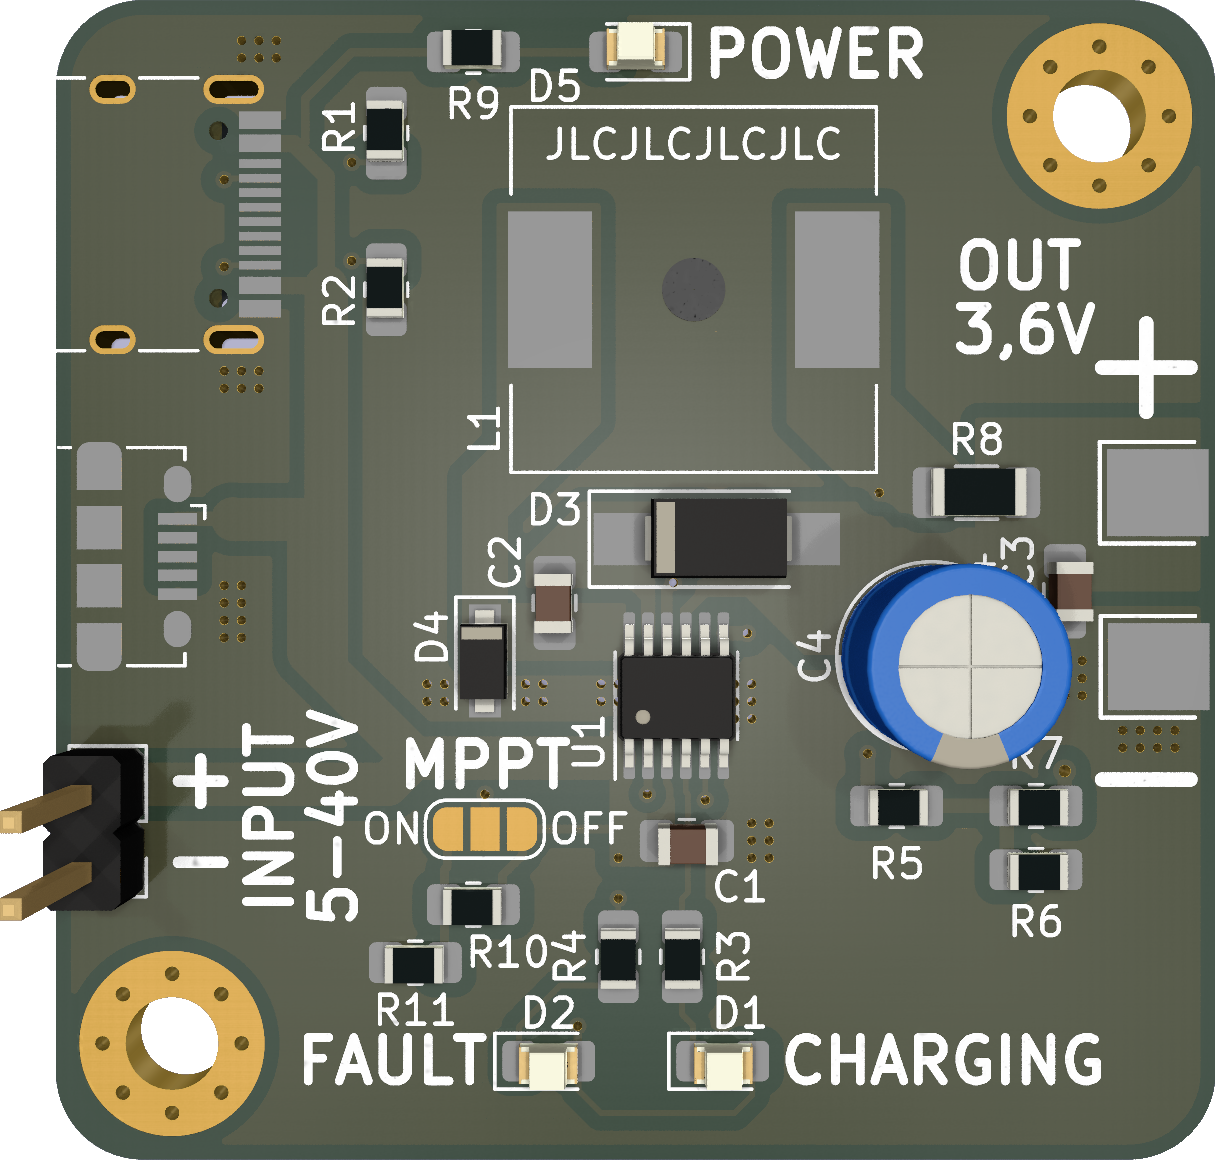 POWER
D5
R9
R1
JLCJLCJLCJLC
OUT
3,6V
+
R2
L1
R8
D3
C2
C3
+
D4
C4
U1
R7
+
INPUT
5-40V
-
MPPT
ON
OFF
R5
C1
R6
R10
R4
R3
R11
D2
D1
FAULT
CHARGING